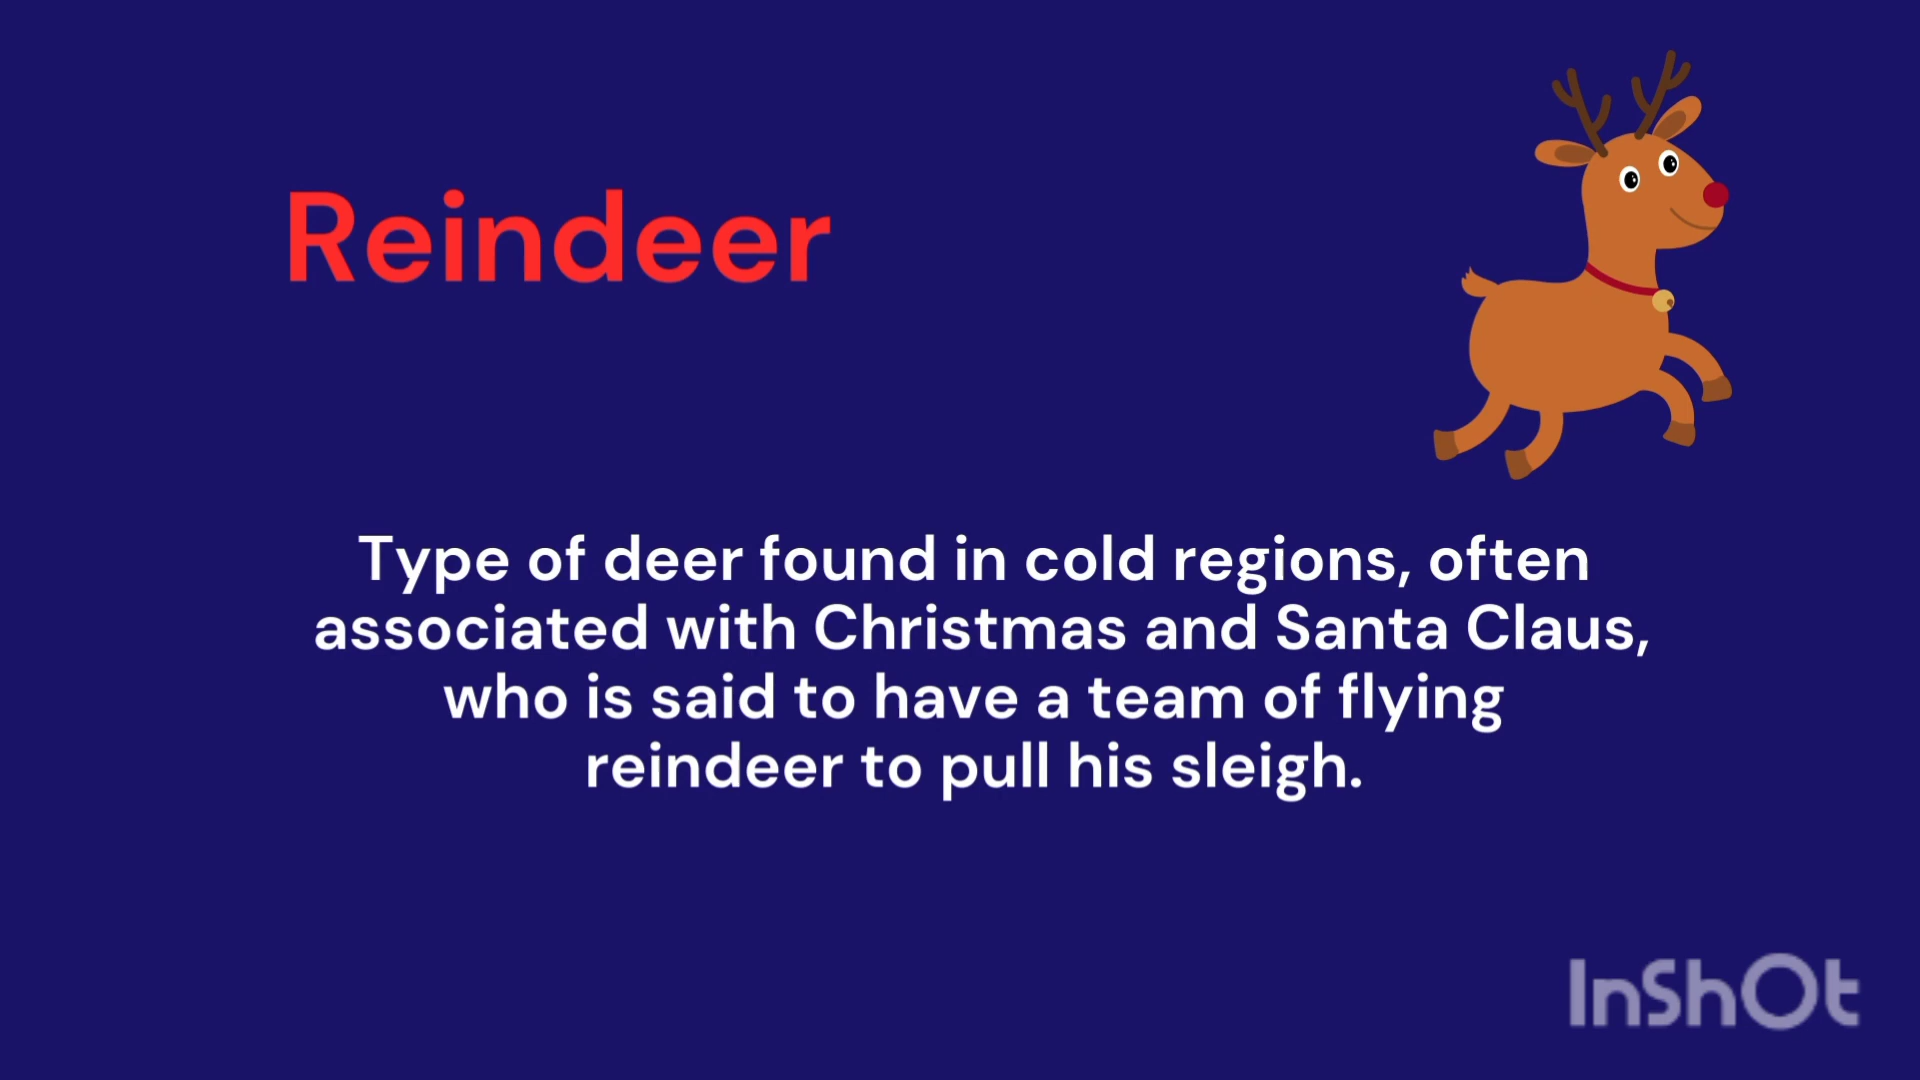 Reindeer
Type of deer found in cold regions, often
associated with Christmas and Santa Claus,
who is said to have a team of flying
reindeer to pull his sleigh.
InShOt